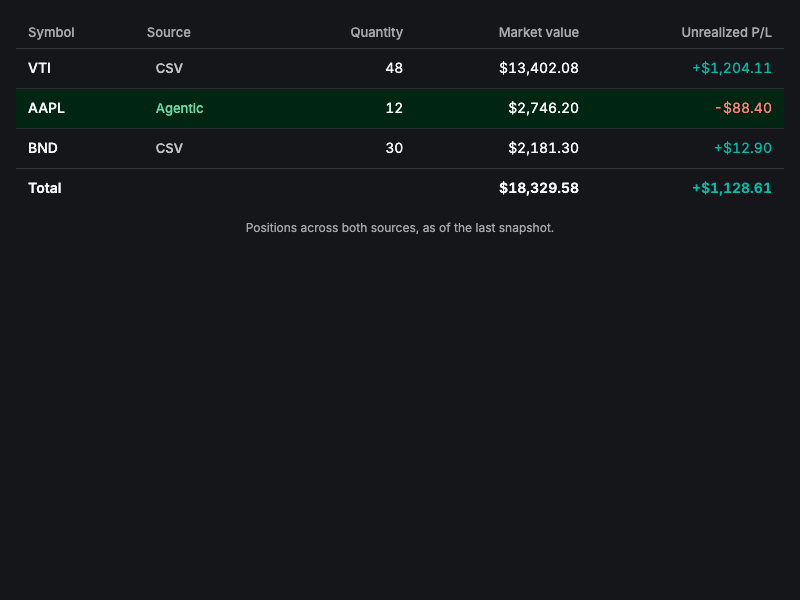 Symbol Source Quantity Market value Unrealized P/L
VTI CSV 48 $13,402.08 +$1,204.11
AAPL Agentic 12 $2,746.20 -$88.40
BND CSV 30 $2,181.30 +$12.90
Total $18,329.58 +$1,128.61
Positions across both sources, as of the last snapshot.